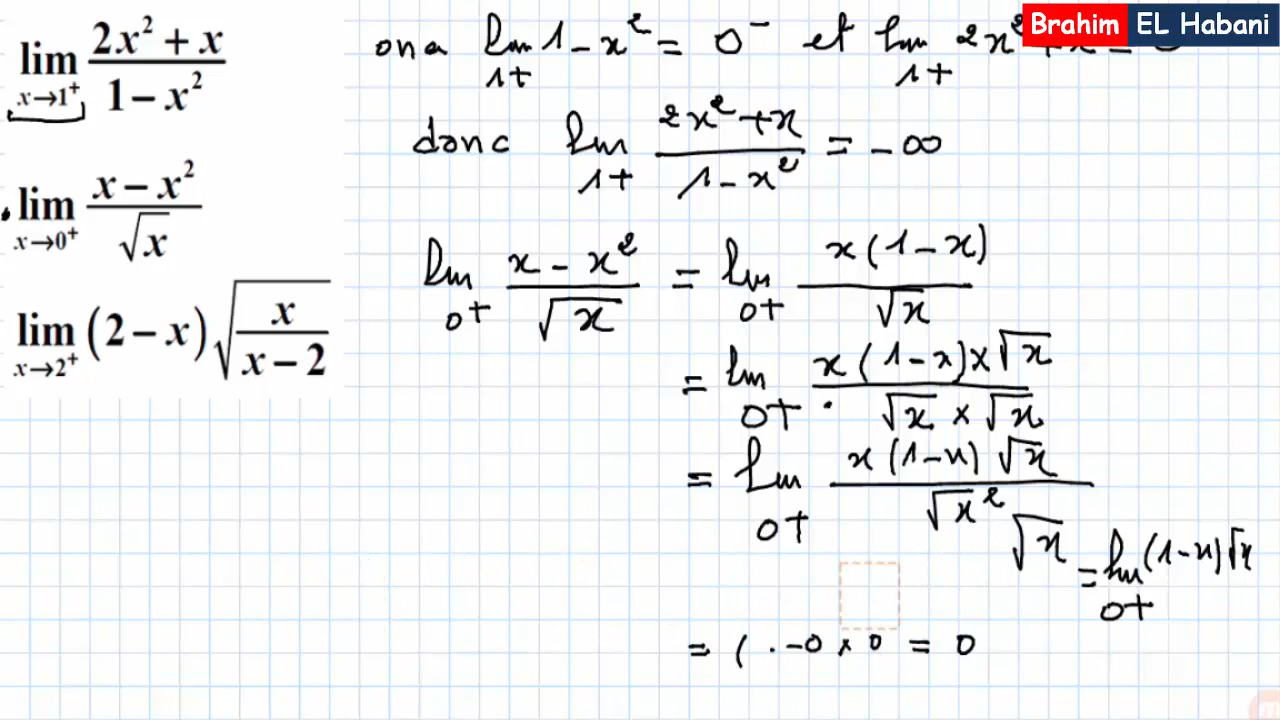 Brahim EL Habani
lim x→1⁺ (2x² + x)/(1 − x²)
lim x→0⁺ (x − x²)/√x
lim x→2⁺ (2 − x)√(x/(x − 2))
on a lim 1+ 1 − x² = 0⁻ et lim 1+ 2x²
donc lim 1+ (2x² + x)/(1 − x²) = −∞
lim 0+ (x − x²)/√x = lim 0+ x(1 − x)/√x
= lim 0+ x(1 − x)×√x/(√x × √x)
= lim 0+ x(1 − x)√x/√x²
√x = lim 0+ (1 − x)√x
= ( · −0 × 0 = 0